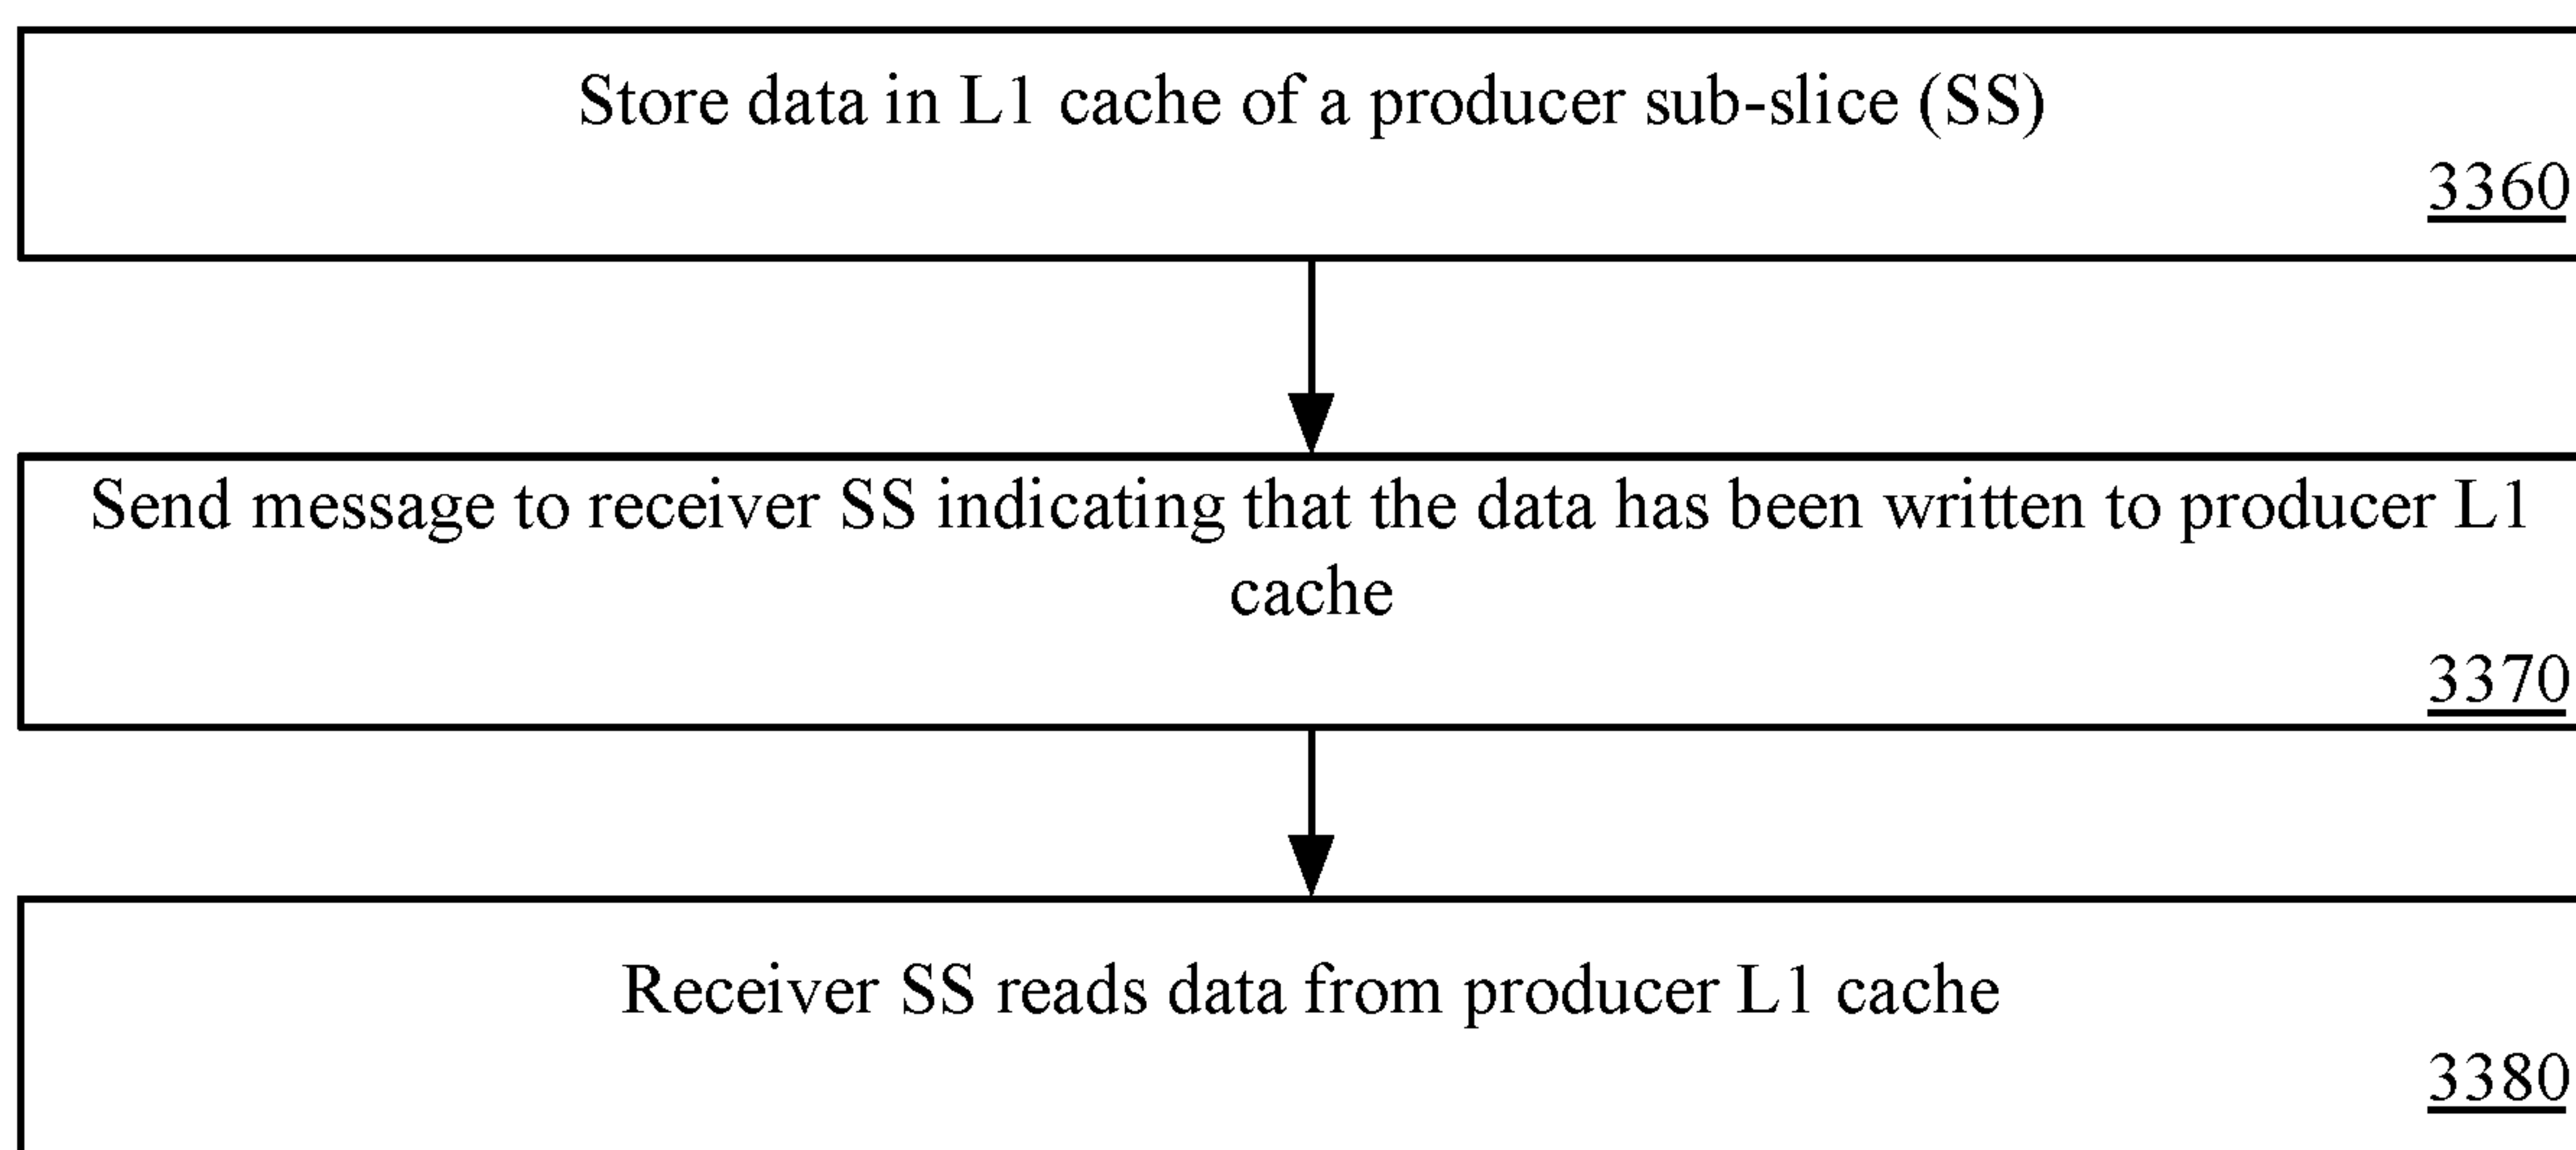 Store data in L1 cache of a producer sub-slice (SS)
3360
Send message to receiver SS indicating that the data has been written to producer L1
cache
3370
Receiver SS reads data from producer L1 cache
3380